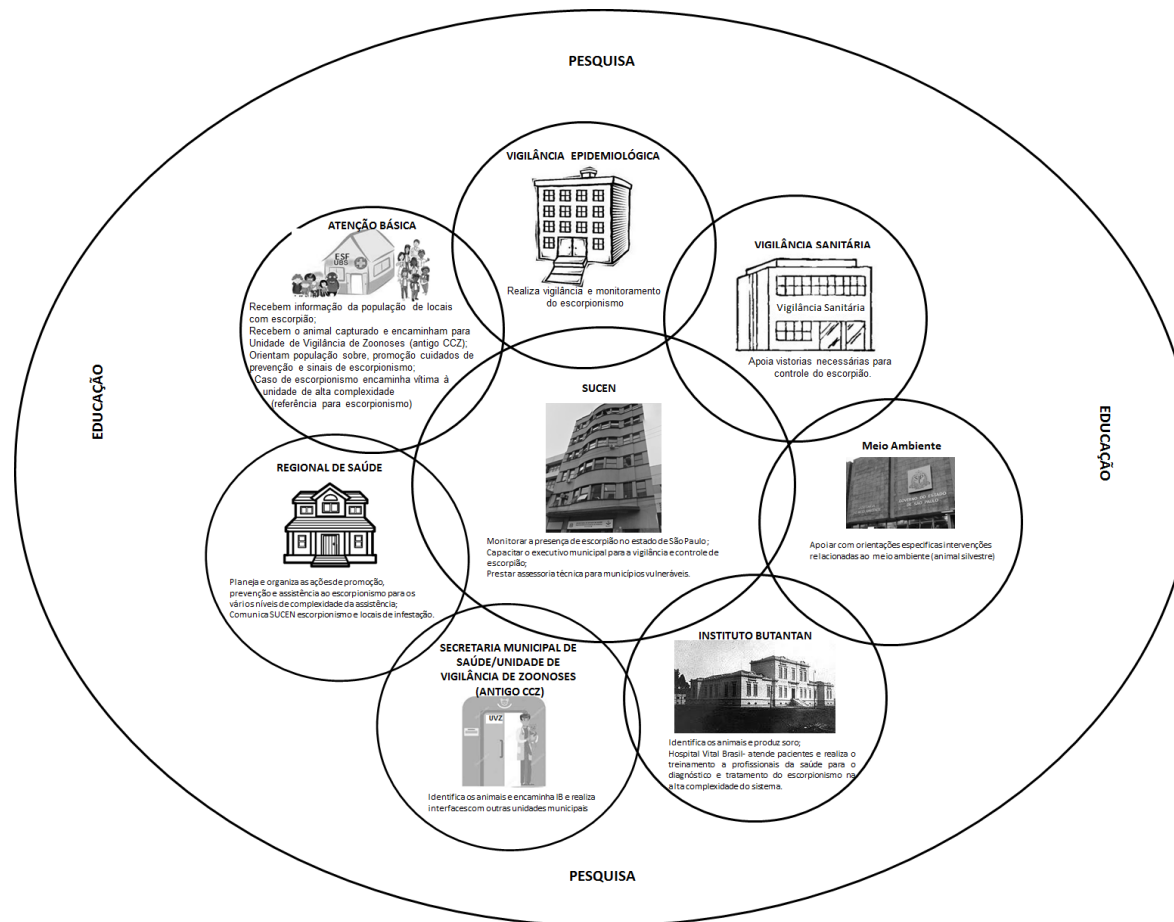 PESQUISA
VIGILÂNCIA EPIDEMIOLÓGICA
Realiza vigilância e monitoramento
do escorpionismo
ATENÇÃO BÁSICA
ESF
UBS
Recebem informação da população de locais
com escorpião;
Recebem o animal capturado e encaminham para
Unidade de Vigilância de Zoonoses (antigo CCZ);
Orientam população sobre, promoção cuidados de
prevenção e sinais de escorpionismo;
Caso de escorpionismo encaminha vítima à
unidade de alta complexidade
(referência para escorpionismo)
VIGILÂNCIA SANITÁRIA
Vigilância Sanitária
Apoia vistorias necessárias para
controle do escorpião.
EDUCAÇÃO
SUCEN
Monitorar a presença de escorpião no estado de São Paulo;
Capacitar o executivo municipal para a vigilância e controle de
escorpião;
Prestar assessoria técnica para municípios vulneráveis.
EDUCAÇÃO
Meio Ambiente
GOVERNO DO ESTADO
DE SÃO PAULO
Apoiar com orientações especificas intervenções
relacionadas ao meio ambiente (animal silvestre)
REGIONAL DE SAÚDE
Planeja e organiza as ações de promoção,
prevenção e assistência ao escorpionismo para os
vários níveis de complexidade da assistência;
Comunica SUCEN escorpionismo e locais de infestação.
SECRETARIA MUNICIPAL DE
SAÚDE/UNIDADE DE
VIGILÂNCIA DE ZOONOSES
(ANTIGO CCZ)
UVZ
Identifica os animais e encaminha IB e realiza
interfaces com outras unidades municipais
INSTITUTO BUTANTAN
Identifica os animais e produz soro;
Hospital Vital Brasil- atende pacientes e realiza o
treinamento a profissionais da saúde para o
diagnóstico e tratamento do escorpionismo na
alta complexidade do sistema.
PESQUISA